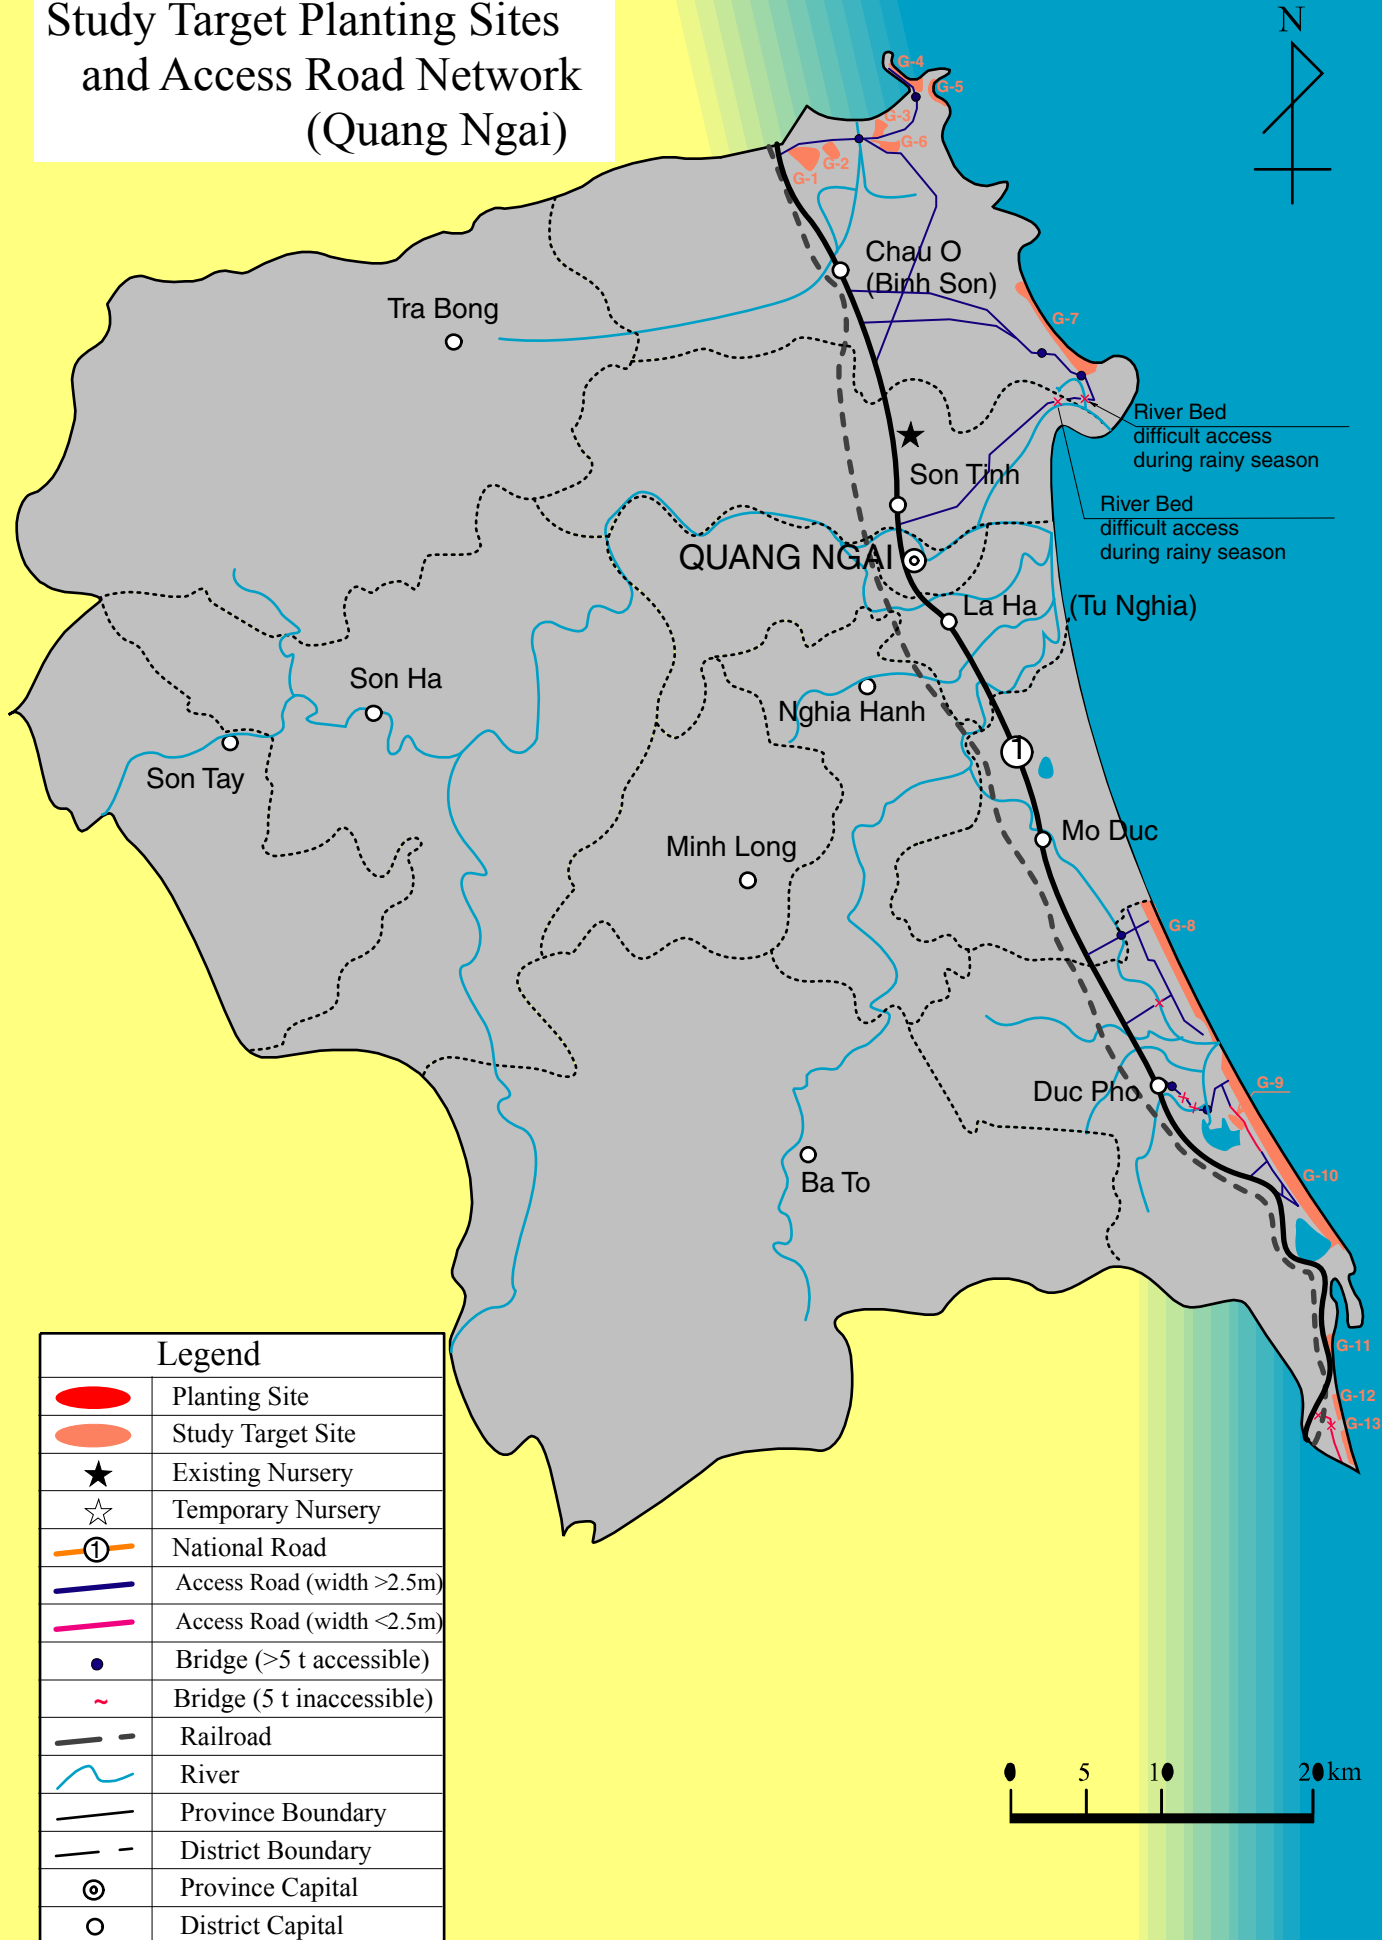 Study Target Planting Sites
and Access Road Network
(Quang Ngai)
N
G-4
G-5
G-3
G-6
G-2
G-1
Chau O
(Binh Son)
Tra Bong
G-7
River Bed
difficult access
during rainy season
Son Tinh
River Bed
difficult access
during rainy season
QUANG NGAI
La Ha (Tu Nghia)
Son Ha
Nghia Hanh
1
Son Tay
Mo Duc
Minh Long
G-8
G-9
Duc Pho
G-10
Ba To
G-11
G-12
G-13
Legend
Planting Site
Study Target Site
Existing Nursery
Temporary Nursery
1 National Road
Access Road (width >2.5m)
Access Road (width <2.5m)
Bridge (>5 t accessible)
~ Bridge (5 t inaccessible)
Railroad
River
Province Boundary
District Boundary
Province Capital
District Capital
0 5 10 20 km